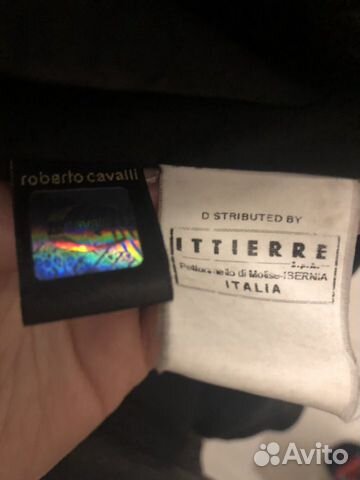 roberto cavalli
D STRIBUTED BY
ITTIERRE
S.p.A.
Pettoranello di Molise-ISERNIA
ITALIA
Avito